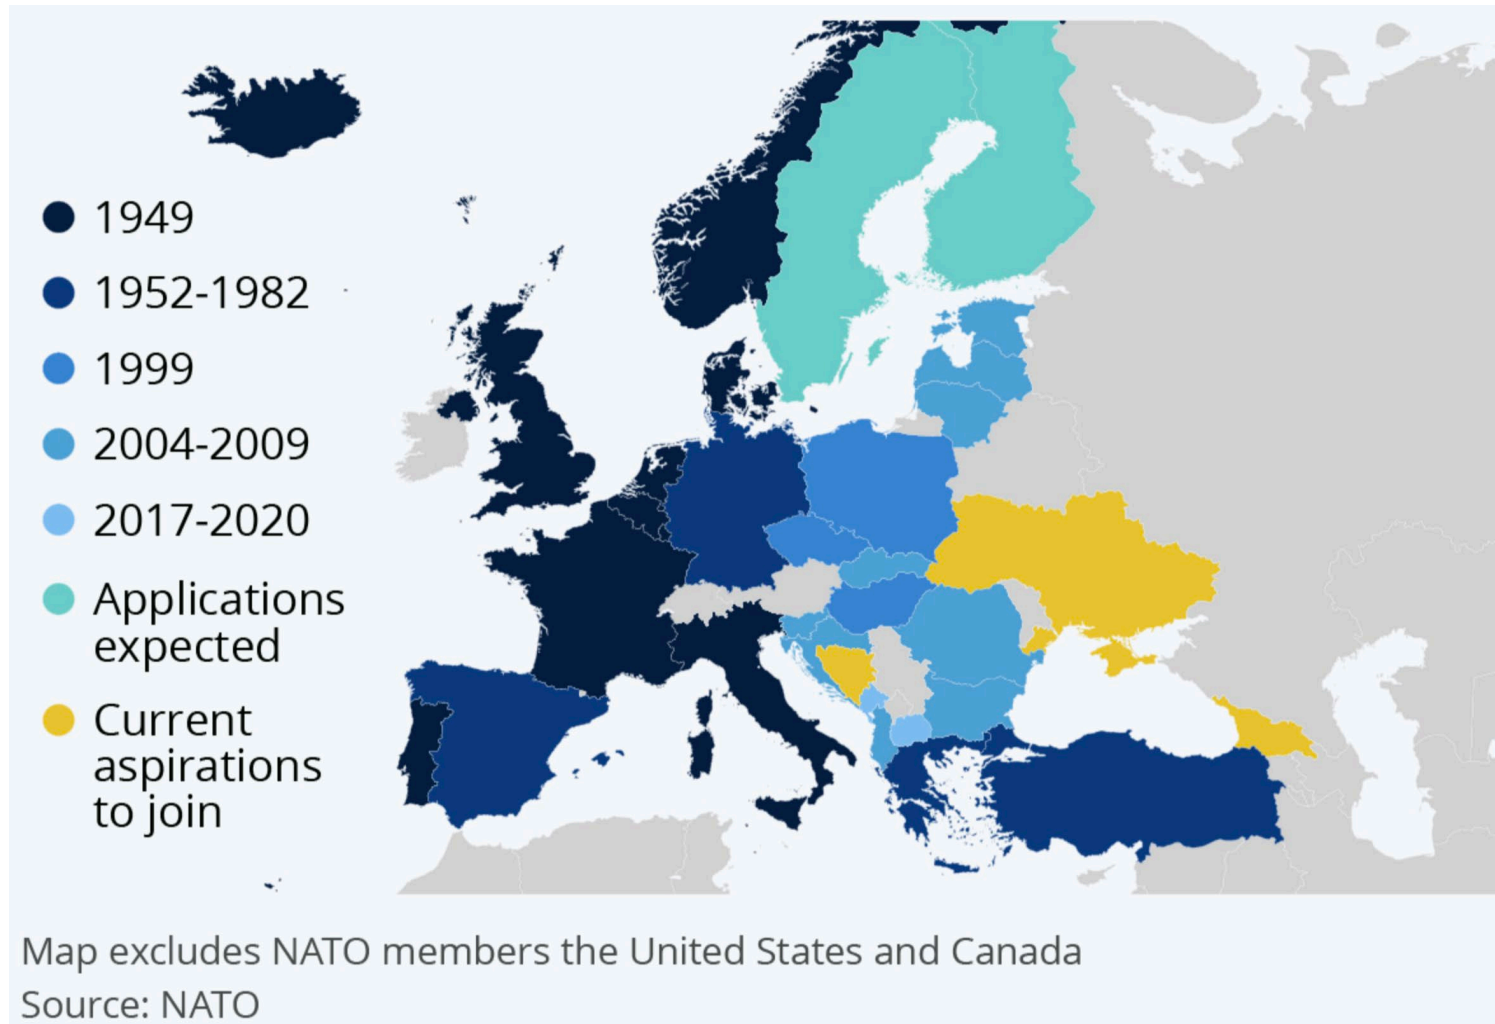 1949
1952-1982
1999
2004-2009
2017-2020
Applications
expected
Current
aspirations
to join
Map excludes NATO members the United States and Canada
Source: NATO